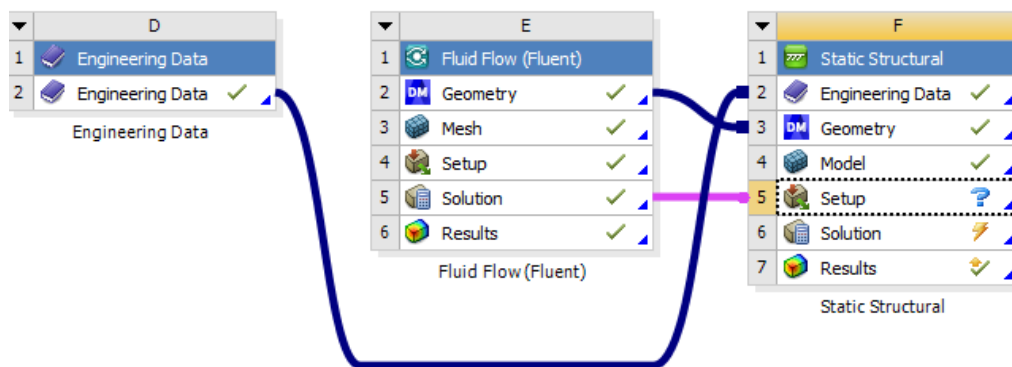 D
1 Engineering Data
2 Engineering Data
Engineering Data
E
1 Fluid Flow (Fluent)
2 DM Geometry
3 Mesh
4 Setup
5 Solution
6 Results
Fluid Flow (Fluent)
F
1 Static Structural
2 Engineering Data
3 DM Geometry
4 Model
5 Setup ?
6 Solution
7 Results
Static Structural